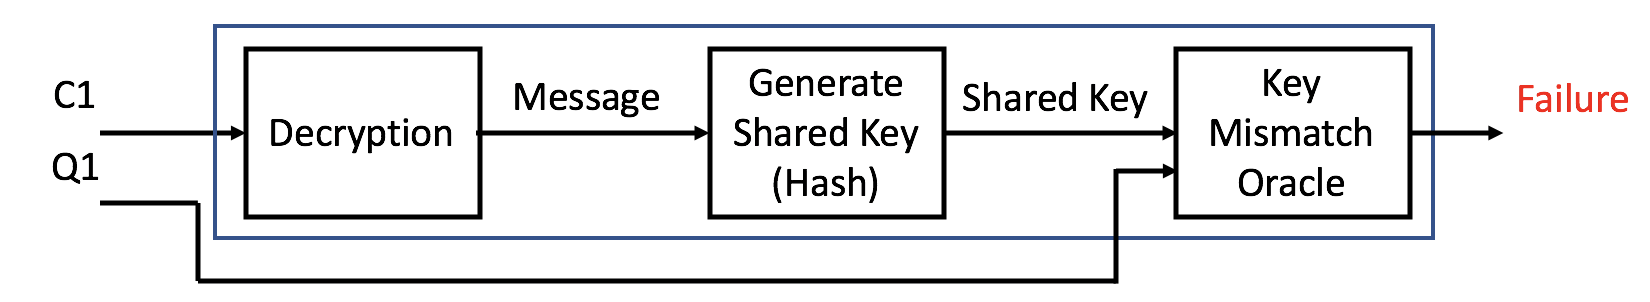 C1
Q1
Decryption
Message
Generate
Shared Key
(Hash)
Shared Key
Key
Mismatch
Oracle
Failure